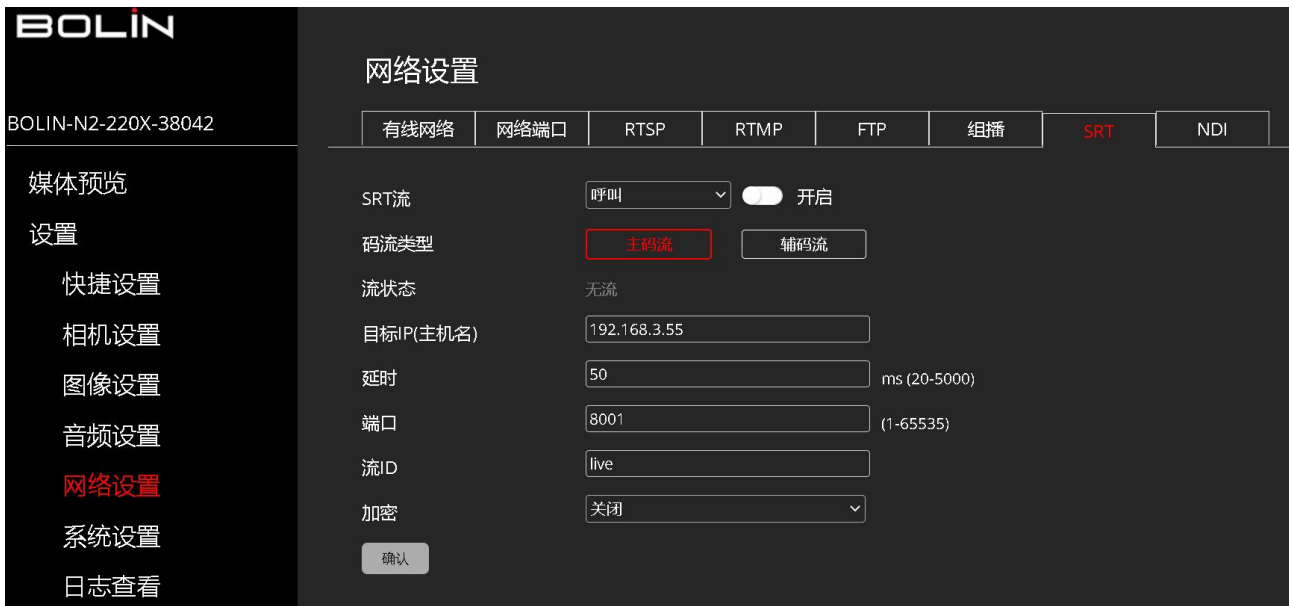 BOLIN
BOLIN-N2-220X-38042
媒体预览
设置
快捷设置
相机设置
图像设置
音频设置
网络设置
系统设置
日志查看
网络设置
有线网络 网络端口 RTSP RTMP FTP 组播 SRT NDI
SRT流 呼叫 开启
码流类型 主码流 辅码流
流状态 无流
目标IP(主机名) 192.168.3.55
延时 50 ms (20-5000)
端口 8001 (1-65535)
流ID live
加密 关闭
确认